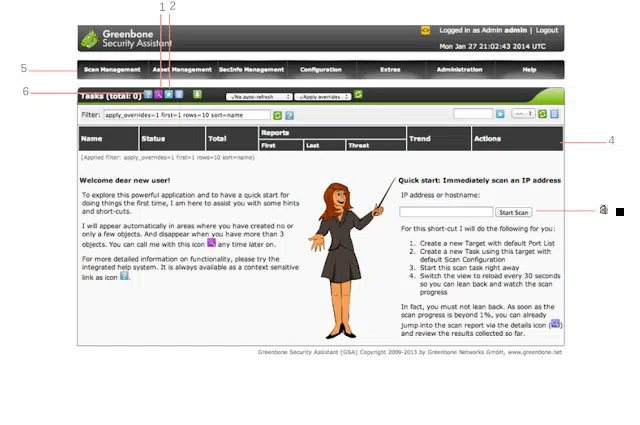 1 2
Greenbone
Security Assistant
Logged in as Admin admin | Logout
Mon Jan 27 21:02:43 2014 UTC
5
Scan Management Asset Management SecInfo Management Configuration Extras Administration Help
6
Tasks (total: 0) ? √No auto-refresh √Apply overrides
Filter: apply_overrides=1 first=1 rows=10 sort=name ? --
Name Status Total Reports Trend Actions
First Last Threat
4
(Applied filter: apply_overrides=1 first=1 rows=10 sort=name)
Welcome dear new user!
To explore this powerful application and to have a quick start for
doing things the first time, I am here to assist you with some hints
and short-cuts.
I will appear automatically in areas where you have created no or
only a few objects. And disappear when you have more than 3
objects. You can call me with this icon any time later on.
For more detailed information on functionality, please try the
integrated help system. It is always available as a context sensitive
link as icon ?.
Quick start: Immediately scan an IP address
IP address or hostname:
Start Scan
For this short-cut I will do the following for you:
1. Create a new Target with default Port List
2. Create a new Task using this target with
default Scan Configuration
3. Start this scan task right away
4. Switch the view to reload every 30 seconds
so you can lean back and watch the scan
progress
In fact, you must not lean back. As soon as the
scan progress is beyond 1%, you can already
jump into the scan report via the details icon ( )
and review the results collected so far.
Greenbone Security Assistant (GSA) Copyright 2009-2013 by Greenbone Networks GmbH, www.greenbone.net